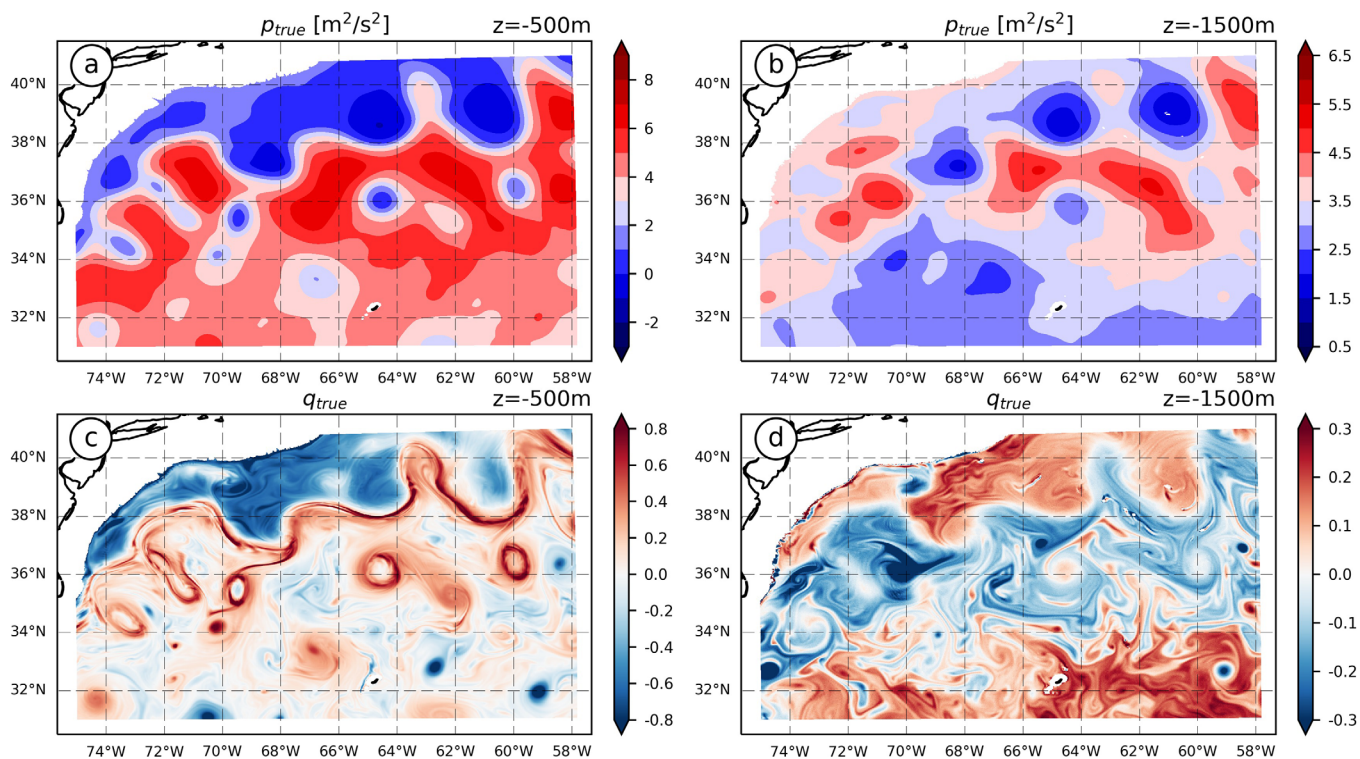 p_true [m²/s²] z=-500m
a
40°N
38°N
36°N
34°N
32°N
74°W 72°W 70°W 68°W 66°W 64°W 62°W 60°W 58°W
8
6
4
2
0
-2
p_true [m²/s²] z=-1500m
b
40°N
38°N
36°N
34°N
32°N
74°W 72°W 70°W 68°W 66°W 64°W 62°W 60°W 58°W
6.5
5.5
4.5
3.5
2.5
1.5
0.5
q_true z=-500m
c
40°N
38°N
36°N
34°N
32°N
74°W 72°W 70°W 68°W 66°W 64°W 62°W 60°W 58°W
0.8
0.6
0.4
0.2
0.0
-0.2
-0.4
-0.6
-0.8
q_true z=-1500m
d
40°N
38°N
36°N
34°N
32°N
74°W 72°W 70°W 68°W 66°W 64°W 62°W 60°W 58°W
0.3
0.2
0.1
0.0
-0.1
-0.2
-0.3